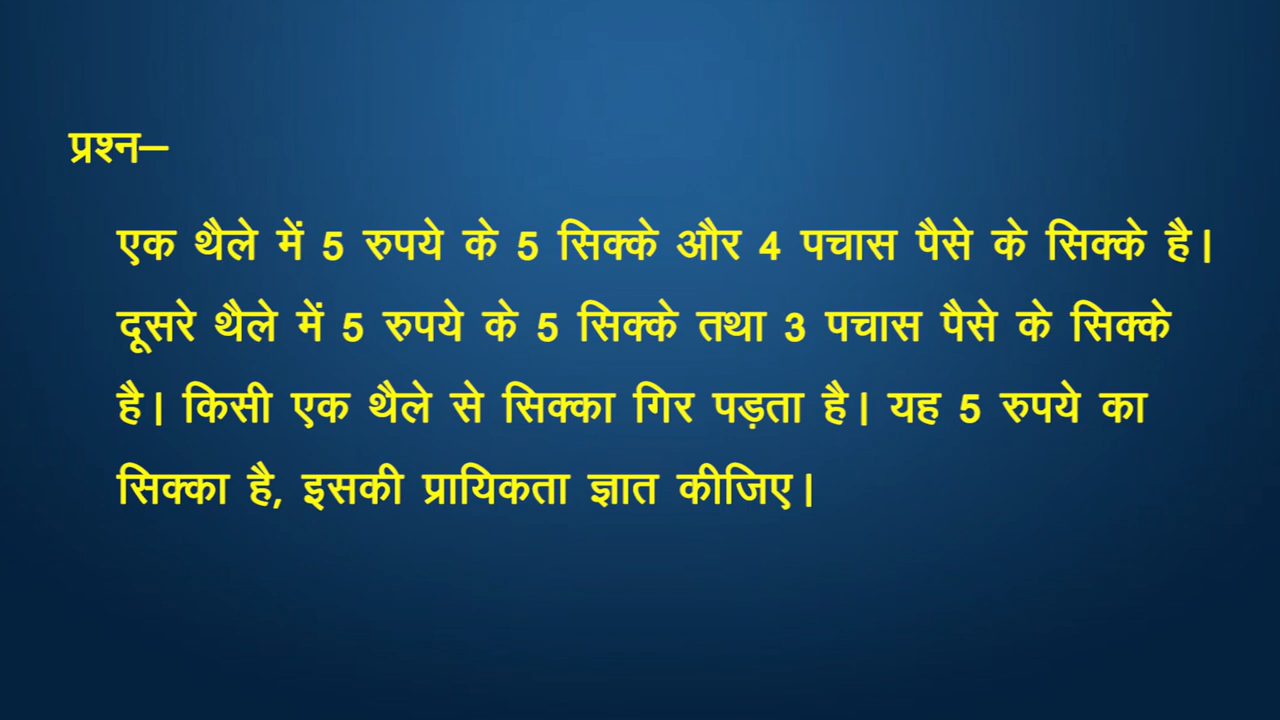 प्रश्न–
एक थैले में 5 रुपये के 5 सिक्के और 4 पचास पैसे के सिक्के है।
दूसरे थैले में 5 रुपये के 5 सिक्के तथा 3 पचास पैसे के सिक्के
है। किसी एक थैले से सिक्का गिर पड़ता है। यह 5 रुपये का
सिक्का है, इसकी प्रायिकता ज्ञात कीजिए।